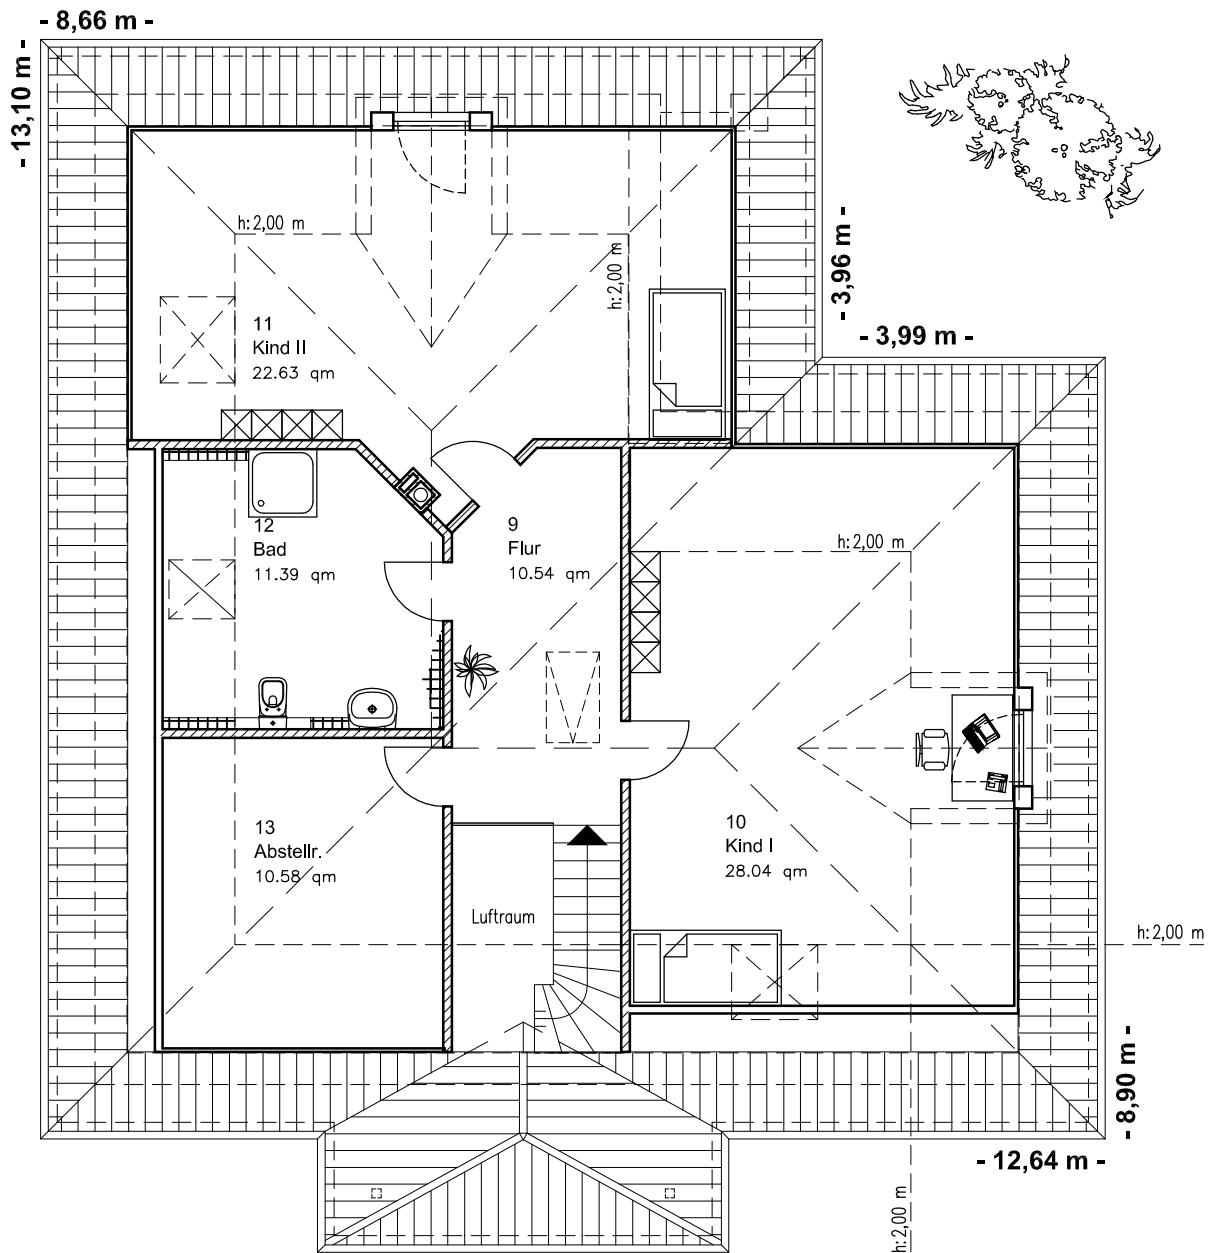 - 8,66 m -
- 13,10 m -
- 3,96 m -
- 3,99 m -
h: 2,00 m
h: 2,00 m
11
Kind II
22.63 qm
12
Bad
11.39 qm
9
Flur
10.54 qm
h: 2,00 m
13
Abstellr.
10.58 qm
10
Kind I
28.04 qm
Luftraum
h: 2,00 m
- 8,90 m -
- 12,64 m -
h: 2,00 m